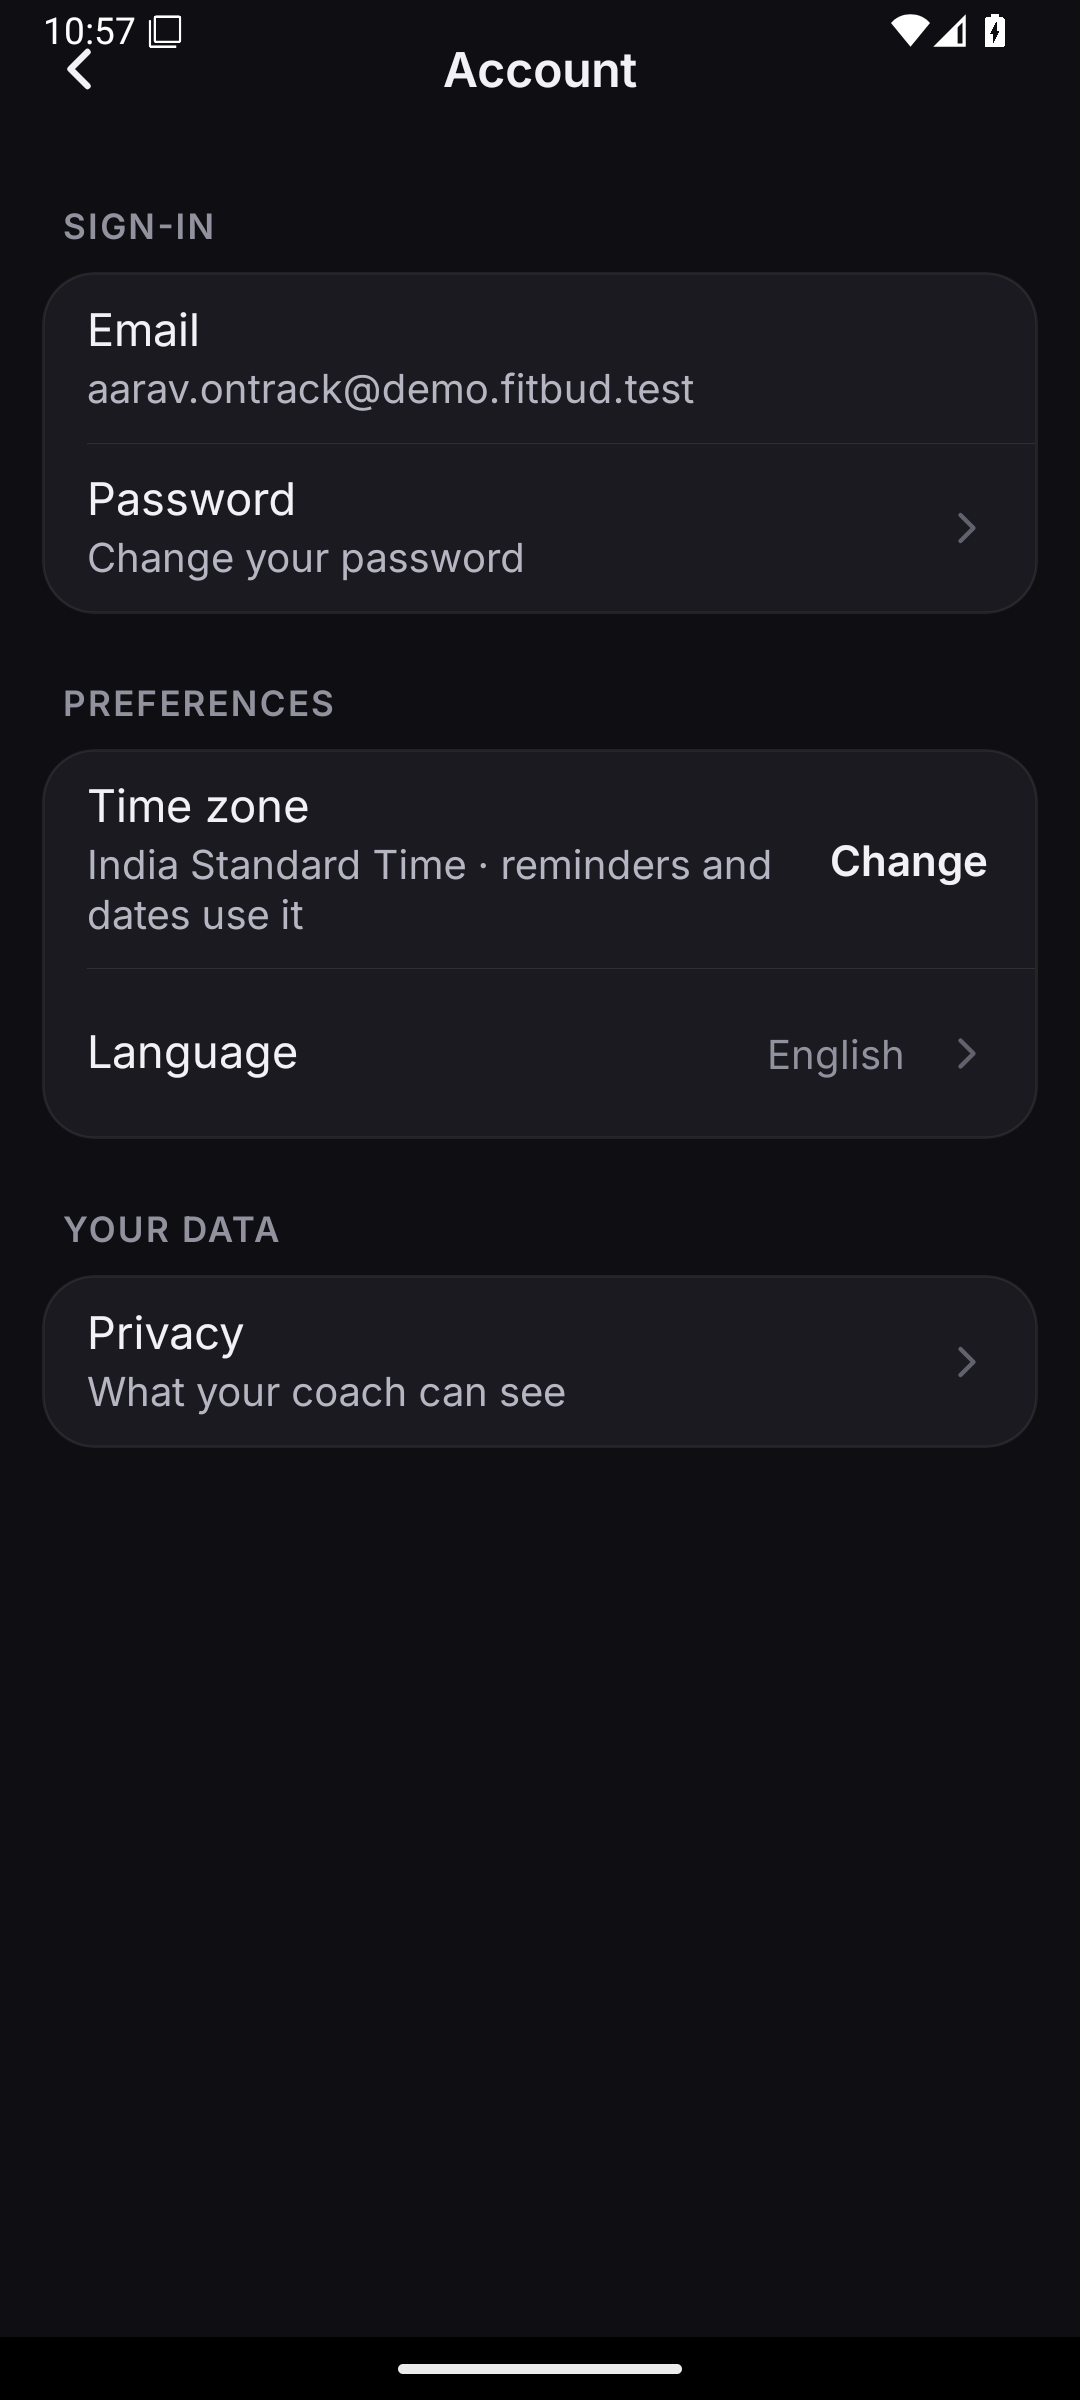 10:57
Account
SIGN-IN
Email
aarav.ontrack@demo.fitbud.test
Password
Change your password
PREFERENCES
Time zone
India Standard Time · reminders and
dates use it
Change
Language
English
YOUR DATA
Privacy
What your coach can see